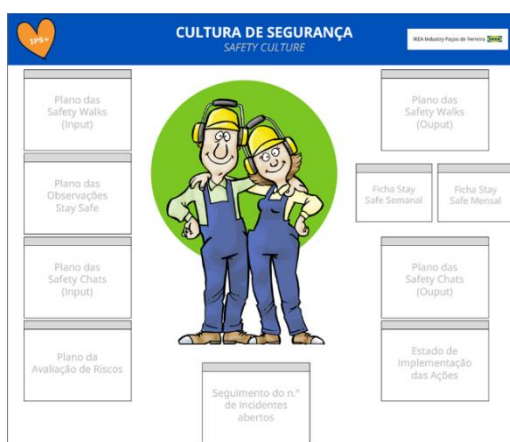 IPS+
CULTURA DE SEGURANÇA
SAFETY CULTURE
IKEA Industry Paços de Ferreira
IKEA
Plano das
Safety Walks
(Input)
Plano das
Observações
Stay Safe
Plano das
Safety Chats
(Input)
Plano da
Avaliação de Riscos
Seguimento do n.º
de incidentes
abertos
Plano das
Safety Walks
(Ouput)
Ficha Stay
Safe Semanal
Ficha Stay
Safe Mensal
Plano das
Safety Chats
(Ouput)
Estado de
Implementação
das Ações